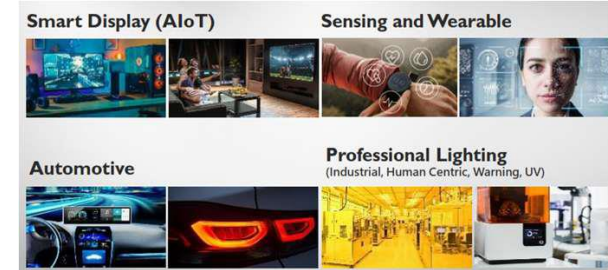 Smart Display (AIoT)
Sensing and Wearable
Automotive
Professional Lighting
(Industrial, Human Centric, Warning, UV)